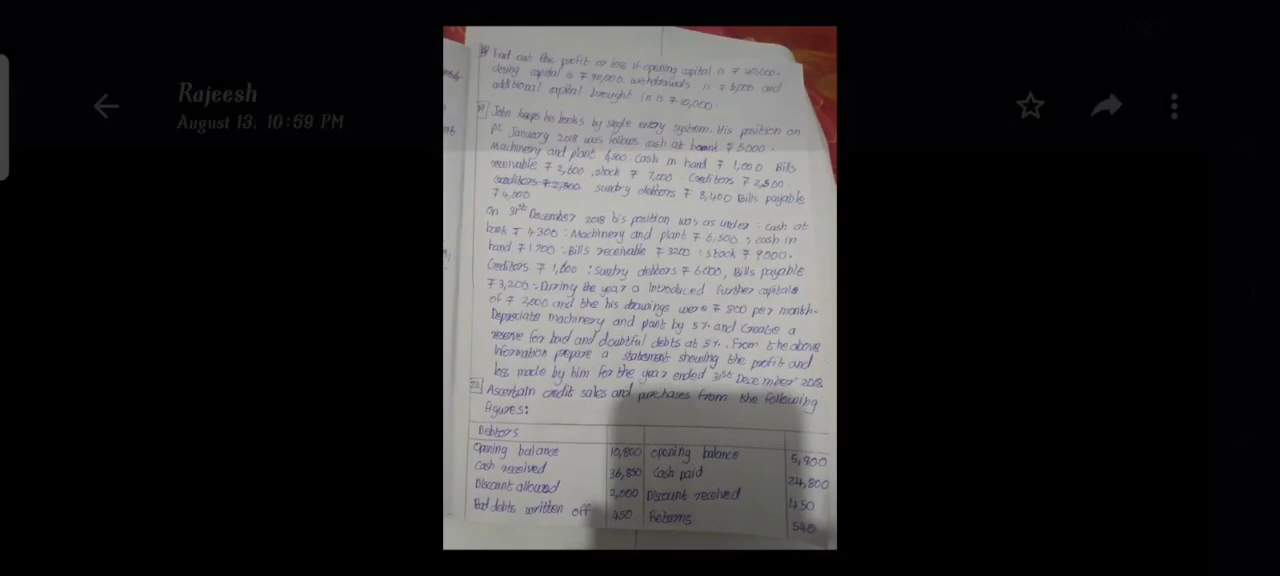 Rajeesh
August 13, 10:59 PM
Find out the profit or loss if opening capital is ₹ 40,000.
closing capital is ₹ 90,000. withdrawals is ₹ 5,000 and
additional capital brought in is ₹ 10,000.
John keeps his books by single entry system. His position on
1st January 2018 was follows cash at bank ₹ 5000.
Machinery and plant cash in hand ₹ 1,000 Bills
receivable ₹ 2,600, stock ₹ 7,000. Creditors ₹ 2,500.
sundry debtors ₹ 3,400 Bills payable
₹ 4,000
On 31st December 2018 his position was as under: cash at
bank ₹ 4300: Machinery and plant ₹ 6,500; cash in
hand ₹ Bills receivable ₹ 3200: stock ₹ 9000.
Creditors ₹ 1,600: Sundry debtors ₹ 6000, Bills payable
₹ 3,200:. During the year a introduced further capitals
of ₹ 2,000 and the his drawings were ₹ 800 per month.
Depreciate machinery and plant by 5% and create a
reserve for bad and doubtful debts at 5%. From the above
information prepare a statement showing the profit and
loss made by him for the year ended 31st December 2018
Ascertain credit sales and purchases from the following
figures:
Debtors
Opening balance 10,800 Opening balance 5,900
Cash received 36,850 Cash paid 24,800
Discount allowed 2,000 Discount received 450
Bad debts written off 450 Returns 540